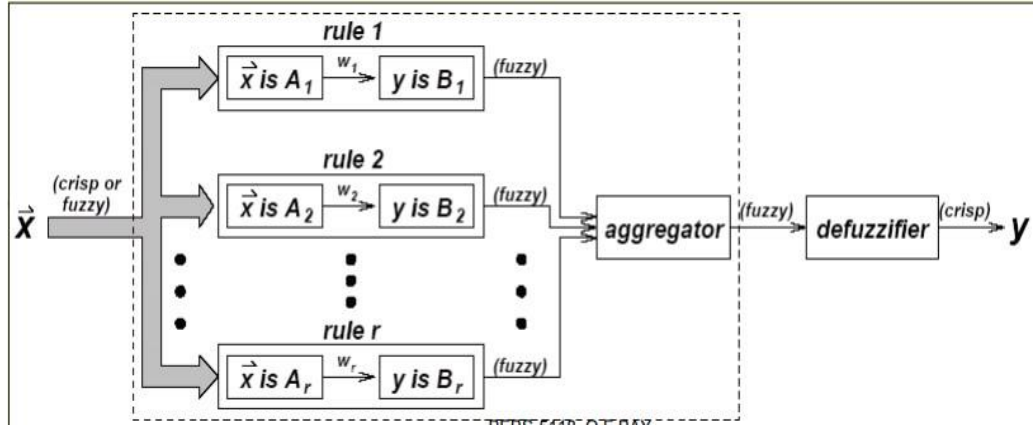 rule 1
x⃗ is A₁
w₁
y is B₁
(fuzzy)
rule 2
(crisp or
fuzzy)
x⃗
x⃗ is A₂
w₂
y is B₂
(fuzzy)
aggregator
(fuzzy)
defuzzifier
(crisp)
y
rule r
x⃗ is Aᵣ
wᵣ
y is Bᵣ
(fuzzy)